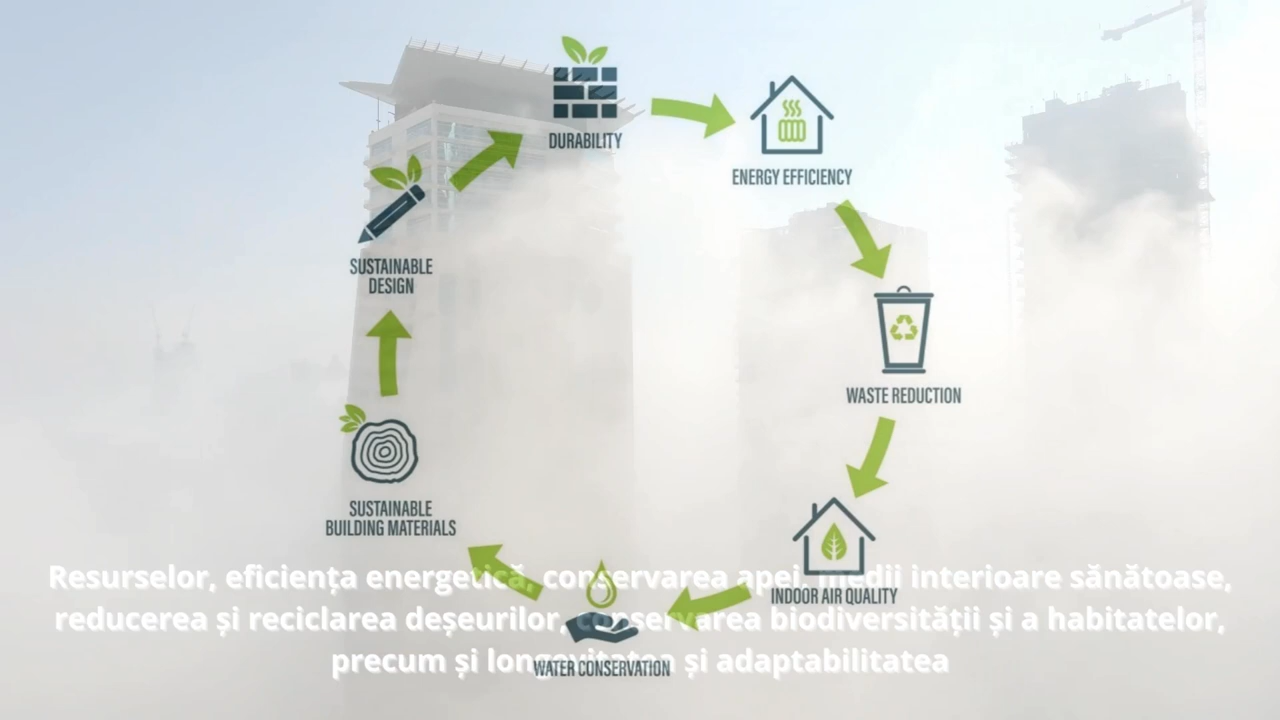 DURABILITY
ENERGY EFFICIENCY
SUSTAINABLE
DESIGN
WASTE REDUCTION
SUSTAINABLE
BUILDING MATERIALS
INDOOR AIR QUALITY
WATER CONSERVATION
Resurselor, eficiența energetică, conservarea apei, medii interioare sănătoase,
reducerea și reciclarea deșeurilor, conservarea biodiversității și a habitatelor,
precum și longevitatea și adaptabilitatea